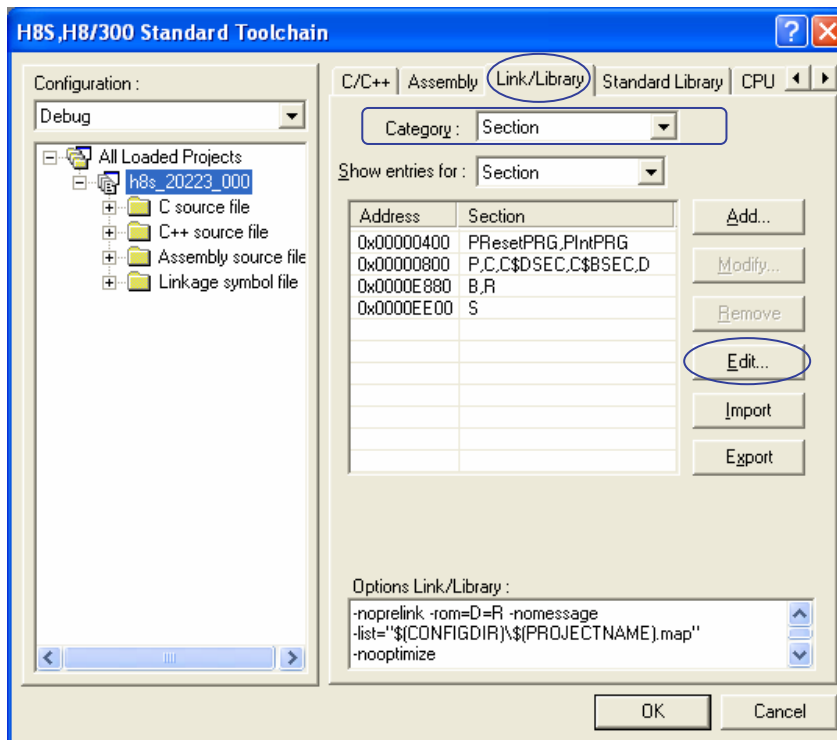 H8S,H8/300 Standard Toolchain
Configuration :
Debug
All Loaded Projects
h8s_20223_000
C source file
C++ source file
Assembly source file
Linkage symbol file
C/C++ Assembly Link/Library Standard Library CPU
Category : Section
Show entries for : Section
Address Section
0x00000400 PResetPRG,PIntPRG
0x00000800 P,C,C$DSEC,C$BSEC,D
0x0000E880 B,R
0x0000EE00 S
Add...
Modify...
Remove
Edit...
Import
Export
Options Link/Library :
-noprelink -rom=D=R -nomessage
-list="$(CONFIGDIR)\$(PROJECTNAME).map"
-nooptimize
OK Cancel